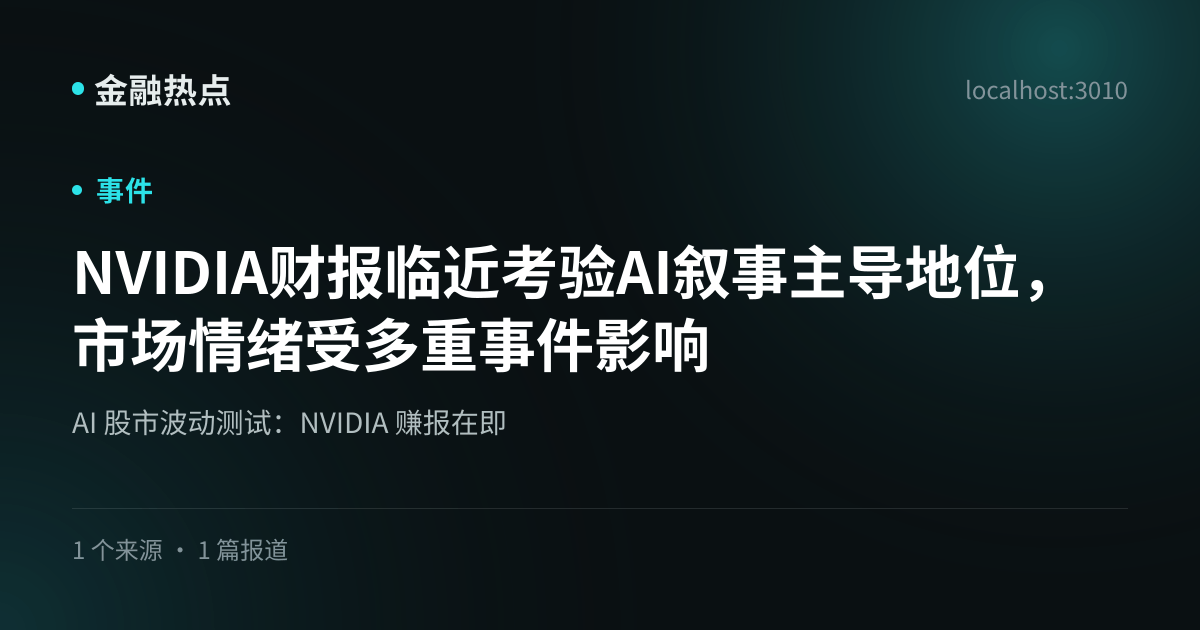 金融热点
localhost:3010
事件
NVIDIA财报临近考验AI叙事主导地位，
市场情绪受多重事件影响
AI 股市波动测试：NVIDIA 赚报在即
1 个来源 · 1 篇报道